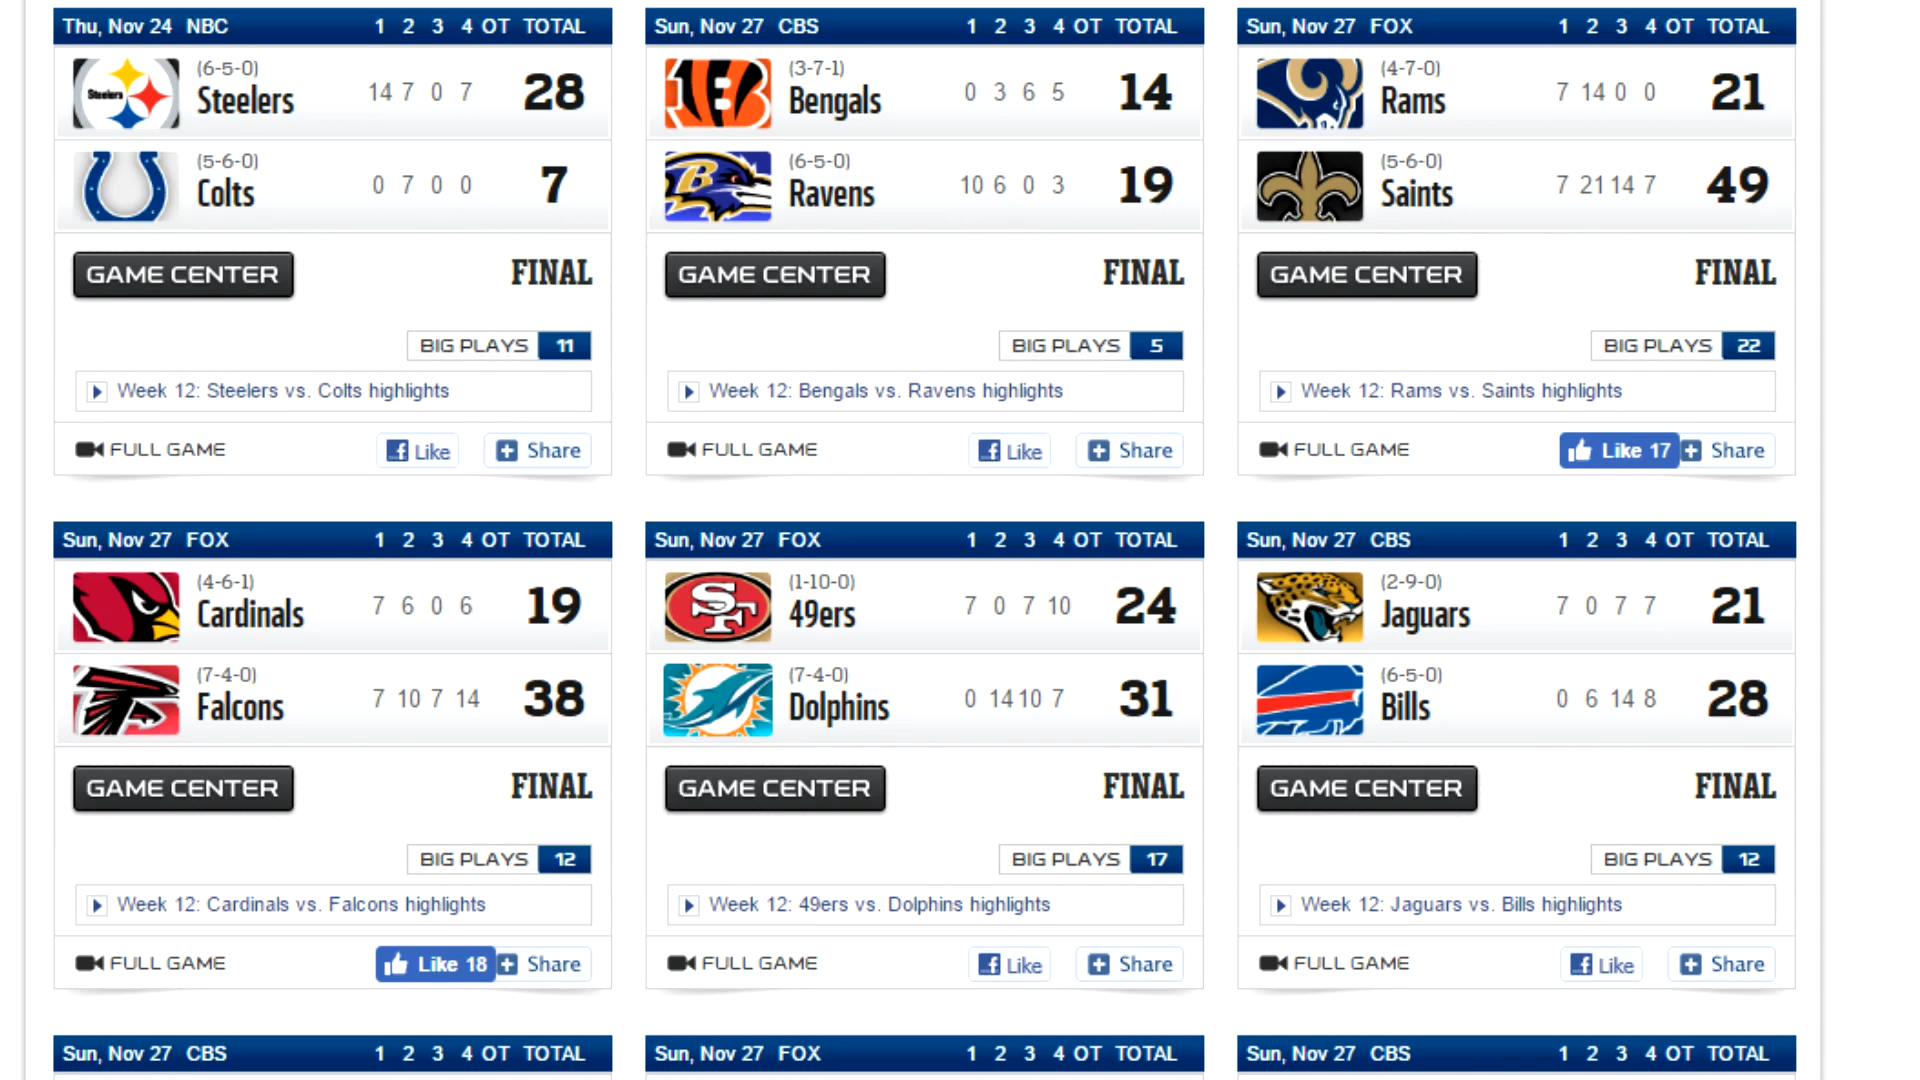 Thu, Nov 24 NBC 1 2 3 4 OT TOTAL
(6-5-0)
Steelers
Steelers 14 7 0 7 28
(5-6-0)
Colts 0 7 0 0 7
GAME CENTER FINAL
BIG PLAYS 11
Week 12: Steelers vs. Colts highlights
FULL GAME Like Share
Sun, Nov 27 CBS 1 2 3 4 OT TOTAL
(3-7-1)
Bengals 0 3 6 5 14
(6-5-0)
B
Ravens 10 6 0 3 19
GAME CENTER FINAL
BIG PLAYS 5
Week 12: Bengals vs. Ravens highlights
FULL GAME Like Share
Sun, Nov 27 FOX 1 2 3 4 OT TOTAL
(4-7-0)
Rams 7 14 0 0 21
(5-6-0)
Saints 7 21 14 7 49
GAME CENTER FINAL
BIG PLAYS 22
Week 12: Rams vs. Saints highlights
FULL GAME Like 17 Share
Sun, Nov 27 FOX 1 2 3 4 OT TOTAL
(4-6-1)
Cardinals 7 6 0 6 19
(7-4-0)
Falcons 7 10 7 14 38
GAME CENTER FINAL
BIG PLAYS 12
Week 12: Cardinals vs. Falcons highlights
FULL GAME Like 18 Share
Sun, Nov 27 FOX 1 2 3 4 OT TOTAL
(1-10-0)
SF
49ers 7 0 7 10 24
(7-4-0)
Dolphins 0 14 10 7 31
GAME CENTER FINAL
BIG PLAYS 17
Week 12: 49ers vs. Dolphins highlights
FULL GAME Like Share
Sun, Nov 27 CBS 1 2 3 4 OT TOTAL
(2-9-0)
Jaguars 7 0 7 7 21
(6-5-0)
Bills 0 6 14 8 28
GAME CENTER FINAL
BIG PLAYS 12
Week 12: Jaguars vs. Bills highlights
FULL GAME Like Share
Sun, Nov 27 CBS 1 2 3 4 OT TOTAL
Sun, Nov 27 FOX 1 2 3 4 OT TOTAL
Sun, Nov 27 CBS 1 2 3 4 OT TOTAL